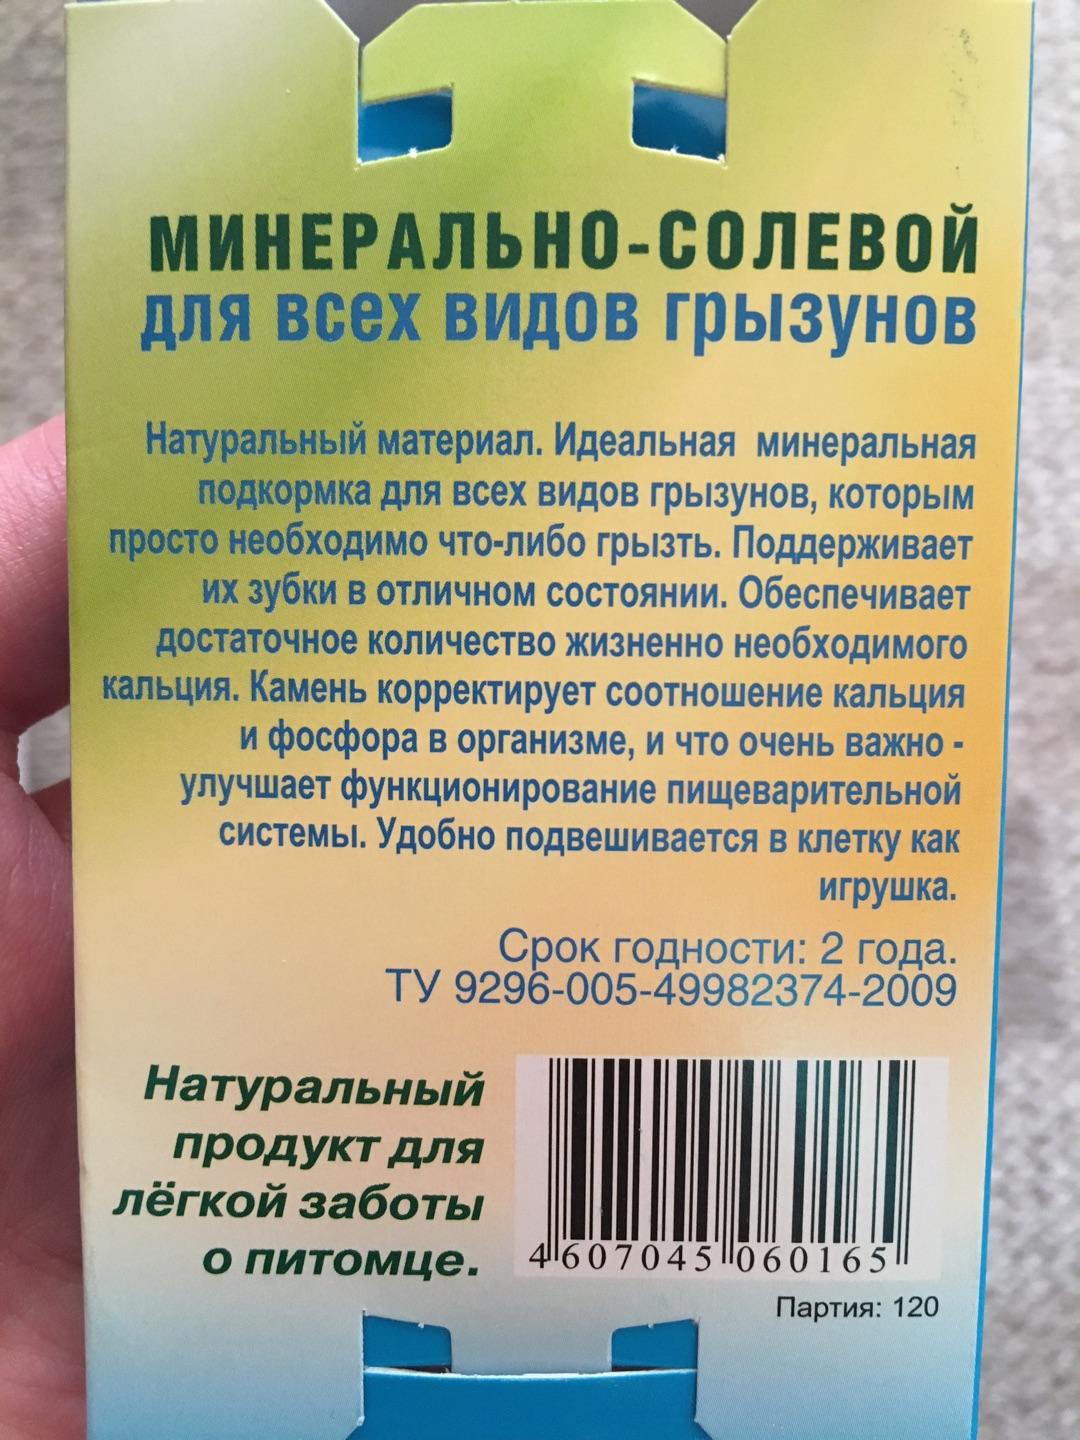 МИНЕРАЛЬНО-СОЛЕВОЙ
для всех видов грызунов
Натуральный материал. Идеальная минеральная
подкормка для всех видов грызунов, которым
просто необходимо что-либо грызть. Поддерживает
их зубки в отличном состоянии. Обеспечивает
достаточное количество жизненно необходимого
кальция. Камень корректирует соотношение кальция
и фосфора в организме, и что очень важно -
улучшает функционирование пищеварительной
системы. Удобно подвешивается в клетку как
игрушка.
Срок годности: 2 года.
ТУ 9296-005-49982374-2009
Натуральный
продукт для
лёгкой заботы
о питомце.
4 607045 060165
Партия: 120